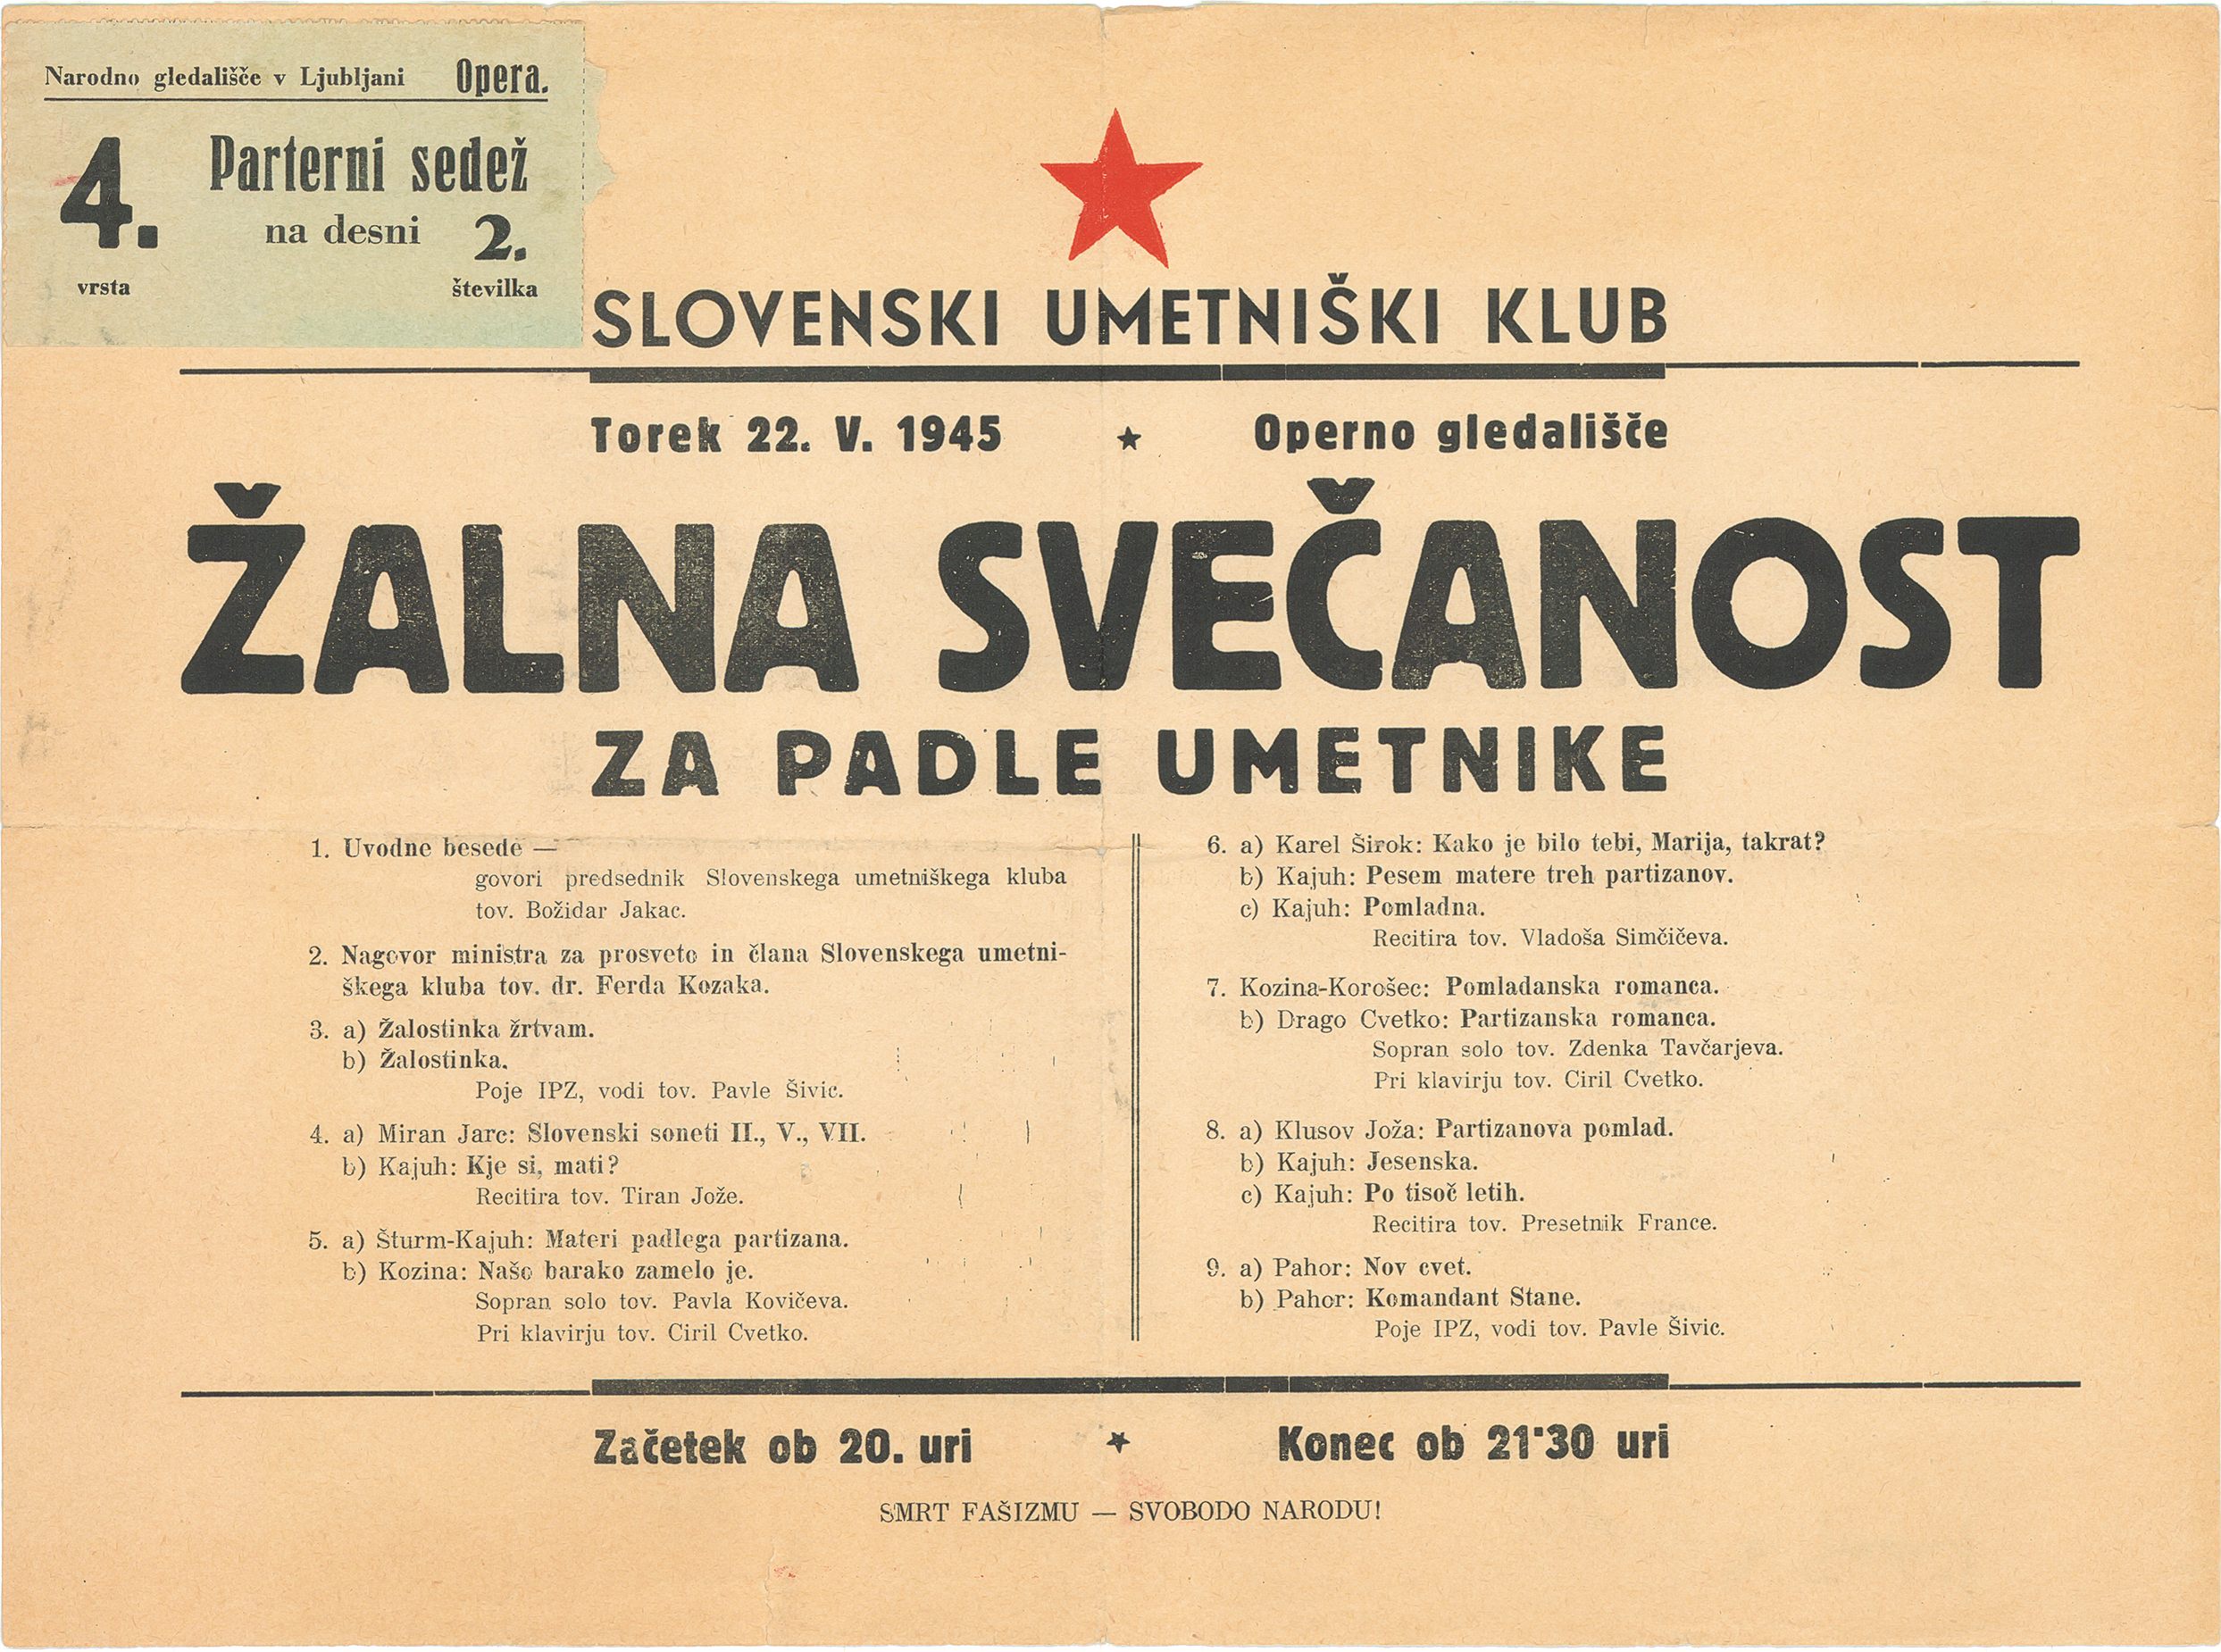 Narodno gledališče v Ljubljani Opera.
4. Parterni sedež
na desni 2.
vrsta številka
SLOVENSKI UMETNIŠKI KLUB
Torek 22. V. 1945 ★ Operno gledališče
ŽALNA SVEČANOST
ZA PADLE UMETNIKE
1. Uvodne besede —
govori predsednik Slovenskega umetniškega kluba
tov. Božidar Jakac.
2. Nagovor ministra za prosveto in člana Slovenskega umetni-
škega kluba tov. dr. Ferda Kozaka.
3. a) Žalostinka žrtvam.
b) Žalostinka.
Poje IPZ, vodi tov. Pavle Šivic.
4. a) Miran Jarc: Slovenski soneti II., V., VII.
b) Kajuh: Kje si, mati?
Recitira tov. Tiran Jože.
5. a) Šturm-Kajuh: Materi padlega partizana.
b) Kozina: Našo barako zamelo je.
Sopran solo tov. Pavla Kovičeva.
Pri klavirju tov. Ciril Cvetko.
6. a) Karel Širok: Kako je bilo tebi, Marija, takrat?
b) Kajuh: Pesem matere treh partizanov.
c) Kajuh: Pomladna.
Recitira tov. Vladoša Simčičeva.
7. Kozina-Korošec: Pomladanska romanca.
b) Drago Cvetko: Partizanska romanca.
Sopran solo tov. Zdenka Tavčarjeva.
Pri klavirju tov. Ciril Cvetko.
8. a) Klusov Joža: Partizanova pomlad.
b) Kajuh: Jesenska.
c) Kajuh: Po tisoč letih.
Recitira tov. Presetnik France.
9. a) Pahor: Nov cvet.
b) Pahor: Komandant Stane.
Poje IPZ, vodi tov. Pavle Šivic.
Začetek ob 20. uri ★ Konec ob 21˙30 uri
SMRT FAŠIZMU — SVOBODO NARODU!